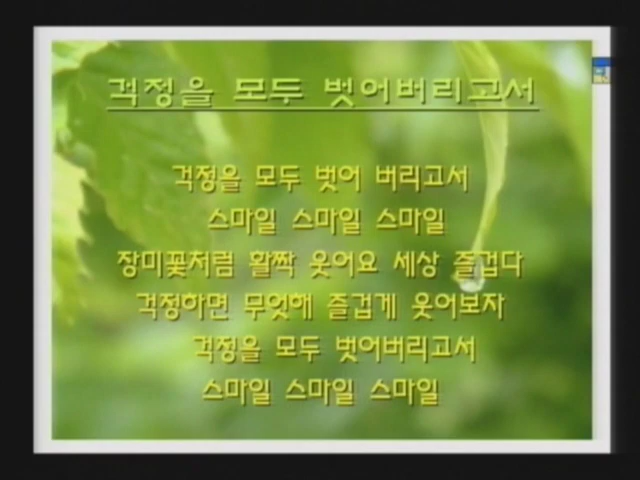 걱정을 모두 벗어버리고서
걱정을 모두 벗어 버리고서
스마일 스마일 스마일
장미꽃처럼 활짝 웃어요 세상 즐겁다
걱정하면 무엇해 즐겁게 웃어보자
걱정을 모두 벗어버리고서
스마일 스마일 스마일